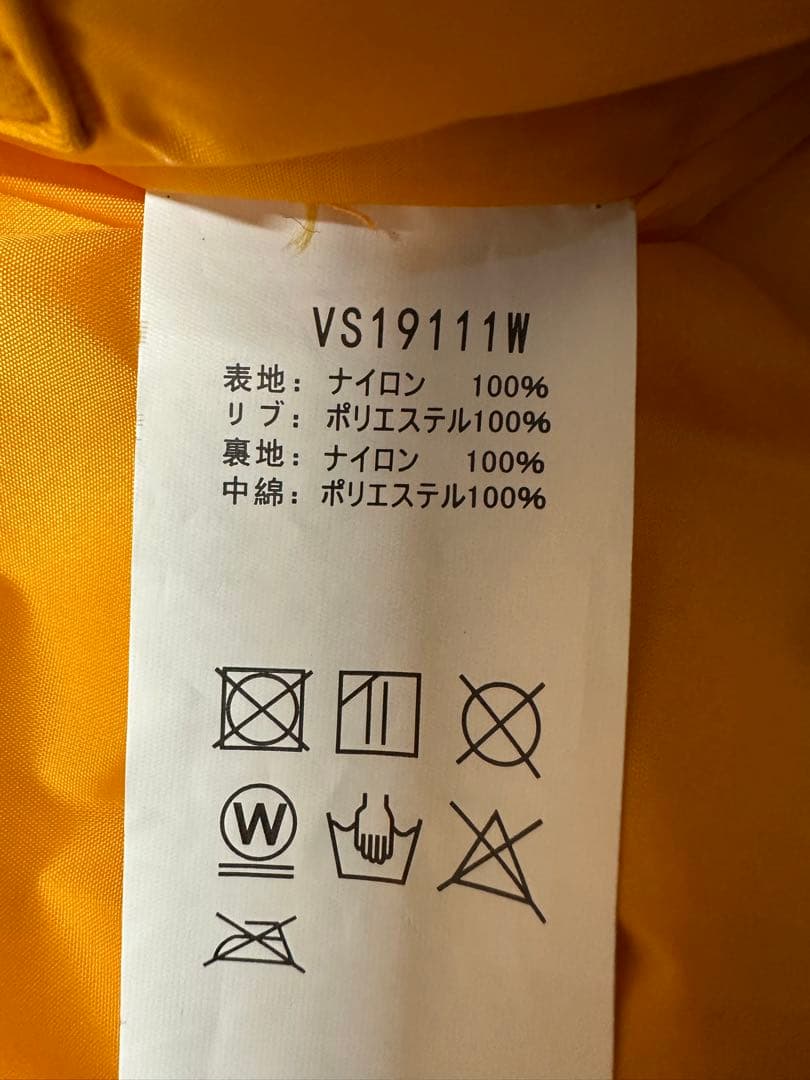 VS19111W
表地：ナイロン 100%
リブ：ポリエステル100%
裏地：ナイロン 100%
中綿：ポリエステル100%
W